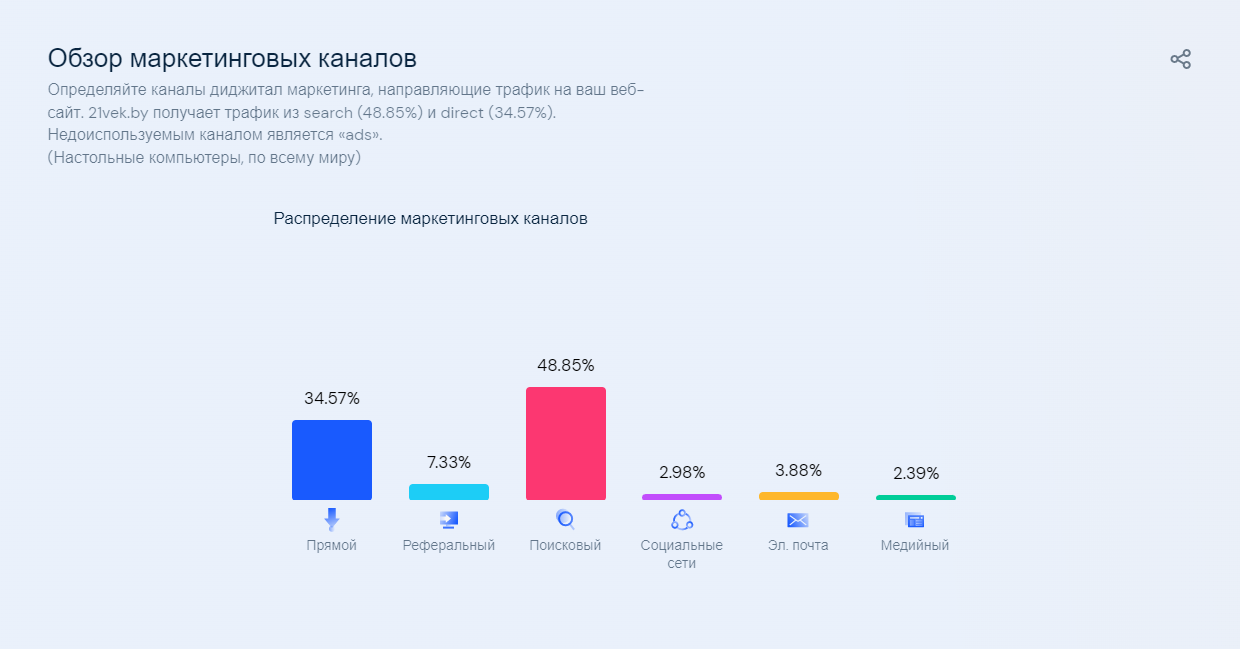 Обзор маркетинговых каналов
Определяйте каналы диджитал маркетинга, направляющие трафик на ваш веб-
сайт. 21vek.by получает трафик из search (48.85%) и direct (34.57%).
Недоиспользуемым каналом является «ads».
(Настольные компьютеры, по всему миру)
Распределение маркетинговых каналов
34.57%
7.33%
48.85%
2.98%
3.88%
2.39%
Прямой
Реферальный
Поисковый
Социальные
сети
Эл. почта
Медийный